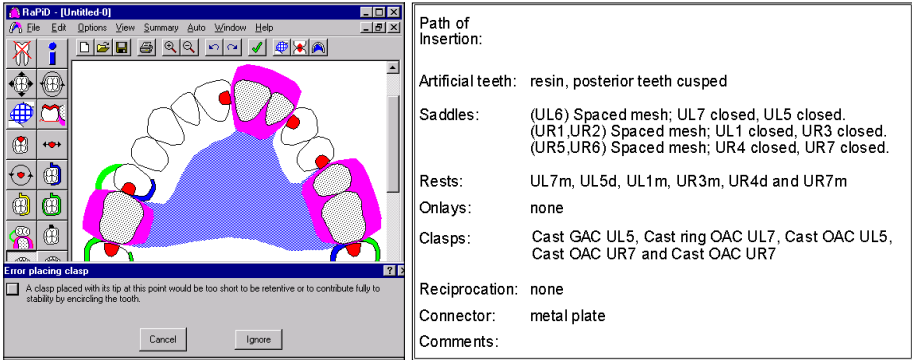 RaPiD - [Untitled-0]
File Edit Options View Summary Auto Window Help
Error placing clasp
A clasp placed with its tip at this point would be too short to be retentive or to contribute fully to
stability by encircling the tooth.
Cancel Ignore
Path of
Insertion:
Artificial teeth: resin, posterior teeth cusped
Saddles: (UL6) Spaced mesh; UL7 closed, UL5 closed.
(UR1,UR2) Spaced mesh; UL1 closed, UR3 closed.
(UR5,UR6) Spaced mesh; UR4 closed, UR7 closed.
Rests: UL7m, UL5d, UL1m, UR3m, UR4d and UR7m
Onlays: none
Clasps: Cast GAC UL5, Cast ring OAC UL7, Cast OAC UL5,
Cast OAC UR7 and Cast OAC UR7
Reciprocation: none
Connector: metal plate
Comments: